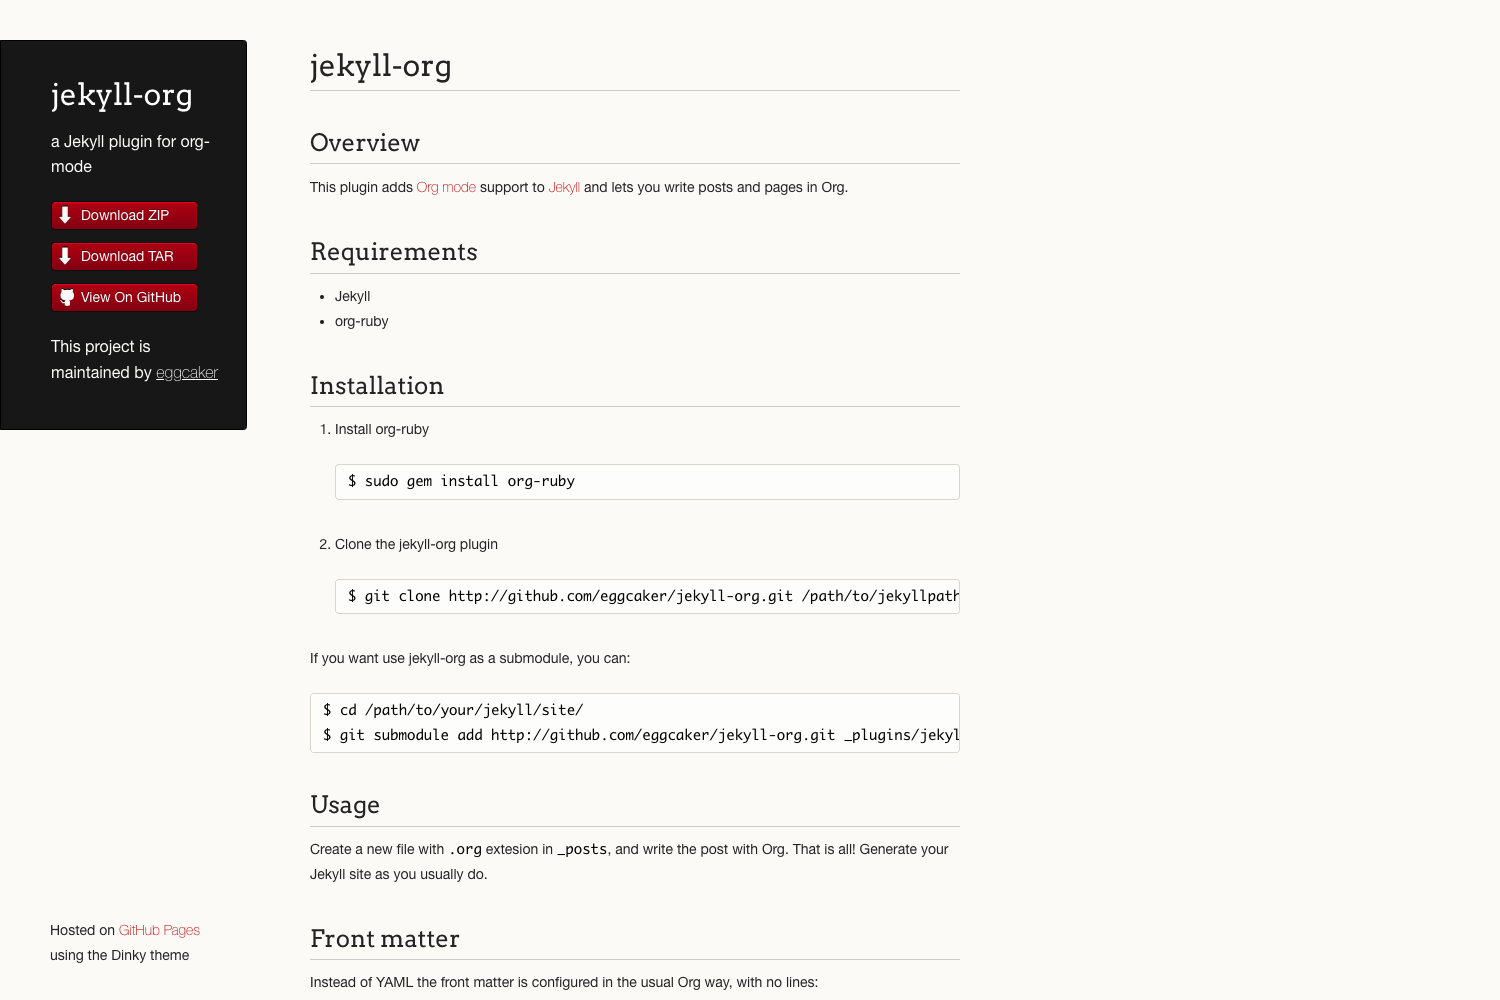 jekyll-org
a Jekyll plugin for org-
mode
Download ZIP
Download TAR
View On GitHub
This project is
maintained by eggcaker
Hosted on GitHub Pages
using the Dinky theme
jekyll-org
Overview
This plugin adds Org mode support to Jekyll and lets you write posts and pages in Org.
Requirements
• Jekyll
• org-ruby
Installation
1. Install org-ruby
$ sudo gem install org-ruby
2. Clone the jekyll-org plugin
$ git clone http://github.com/eggcaker/jekyll-org.git /path/to/jekyllpath
If you want use jekyll-org as a submodule, you can:
$ cd /path/to/your/jekyll/site/
$ git submodule add http://github.com/eggcaker/jekyll-org.git _plugins/jekyl
Usage
Create a new file with .org extesion in _posts, and write the post with Org. That is all! Generate your
Jekyll site as you usually do.
Front matter
Instead of YAML the front matter is configured in the usual Org way, with no lines: